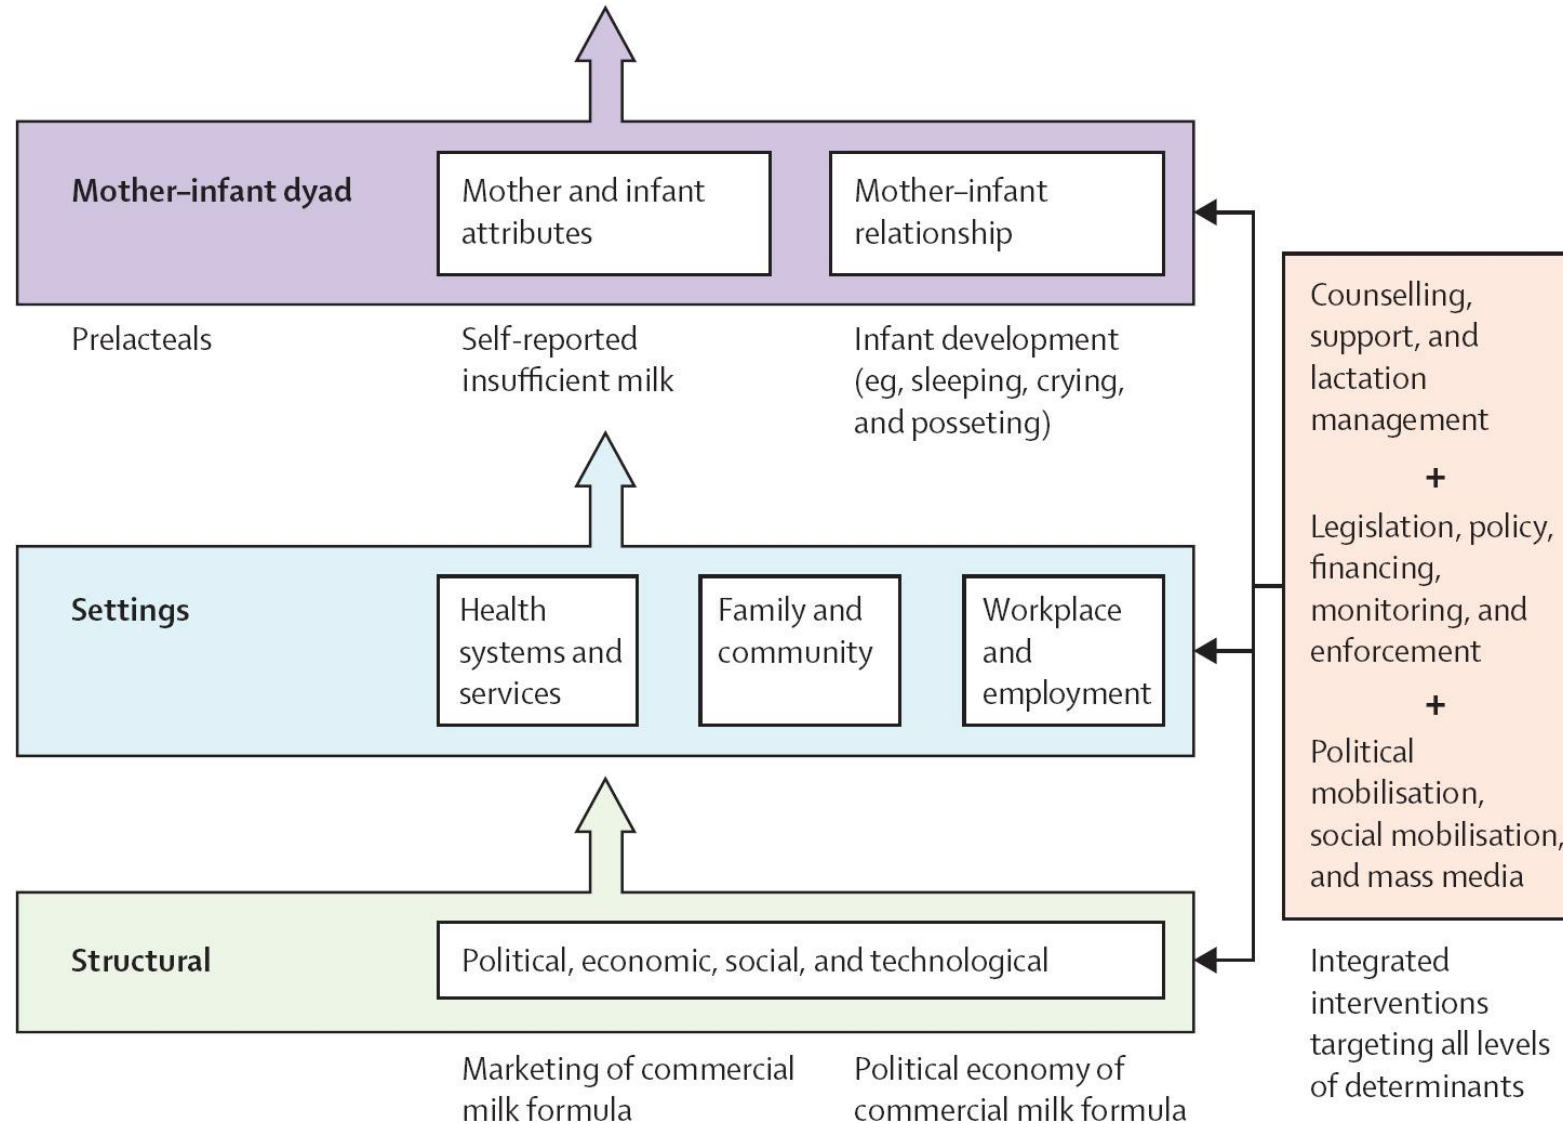 Mother–infant dyad
Mother and infant
attributes
Mother–infant
relationship
Prelacteals
Self-reported
insufficient milk
Infant development
(eg, sleeping, crying,
and posseting)
Settings
Health
systems and
services
Family and
community
Workplace
and
employment
Structural
Political, economic, social, and technological
Marketing of commercial
milk formula
Political economy of
commercial milk formula
Counselling,
support, and
lactation
management
+
Legislation, policy,
financing,
monitoring, and
enforcement
+
Political
mobilisation,
social mobilisation,
and mass media
Integrated
interventions
targeting all levels
of determinants